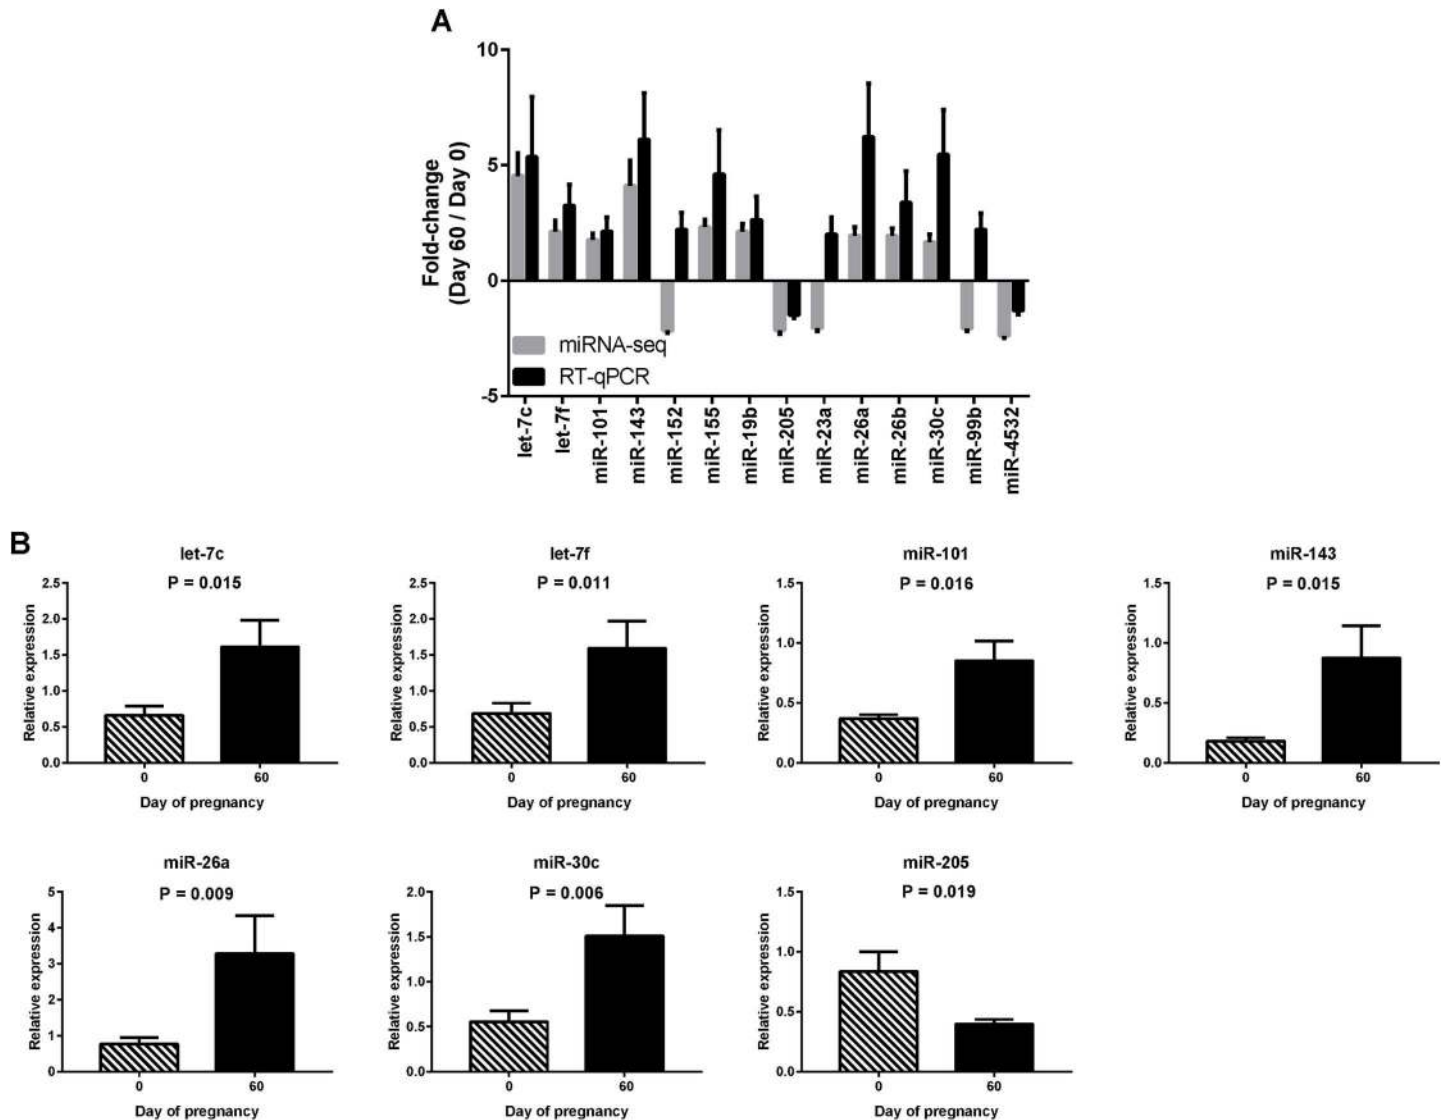 A
Fold-change
(Day 60 / Day 0)
10
5
0
-5
miRNA-seq
RT-qPCR
let-7c
let-7f
miR-101
miR-143
miR-152
miR-155
miR-19b
miR-205
miR-23a
miR-26a
miR-26b
miR-30c
miR-99b
miR-4532
B
let-7c
P = 0.015
Relative expression
2.5
2.0
1.5
1.0
0.5
0.0
0
60
Day of pregnancy
let-7f
P = 0.011
Relative expression
2.5
2.0
1.5
1.0
0.5
0.0
0
60
Day of pregnancy
miR-101
P = 0.016
Relative expression
1.5
1.0
0.5
0.0
0
60
Day of pregnancy
miR-143
P = 0.015
Relative expression
1.5
1.0
0.5
0.0
0
60
Day of pregnancy
miR-26a
P = 0.009
Relative expression
5
4
3
2
1
0
0
60
Day of pregnancy
miR-30c
P = 0.006
Relative expression
2.0
1.5
1.0
0.5
0.0
0
60
Day of pregnancy
miR-205
P = 0.019
Relative expression
1.5
1.0
0.5
0.0
0
60
Day of pregnancy